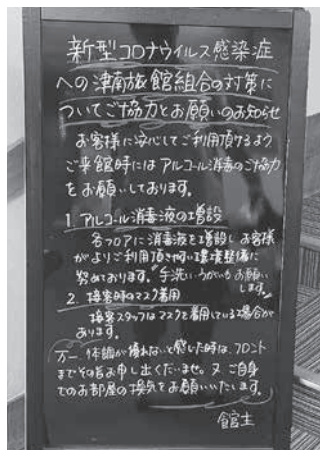 新型コロナウイルス感染症
への津南旅館組合の対策に
ついてご協力とお願いのお知らせ
お客様に安心してご利用頂けるよう
ご来館時にはアルコール消毒のご協力
をお願いしております。
1 アルコール消毒液の増設
各フロアに消毒液を増設しお客様
がよりご利用頂き易い環境整備に
努めております。手洗い、うがいもお願い
します。
2. 接客時のマスク着用
接客スタッフはマスクを着用している場合が
あります。
万一 体調が優れないと感じた時は、フロント
までその旨お申し出くだいませ。又、ご自身
でのお部屋の換気をお願いいたします。
館主